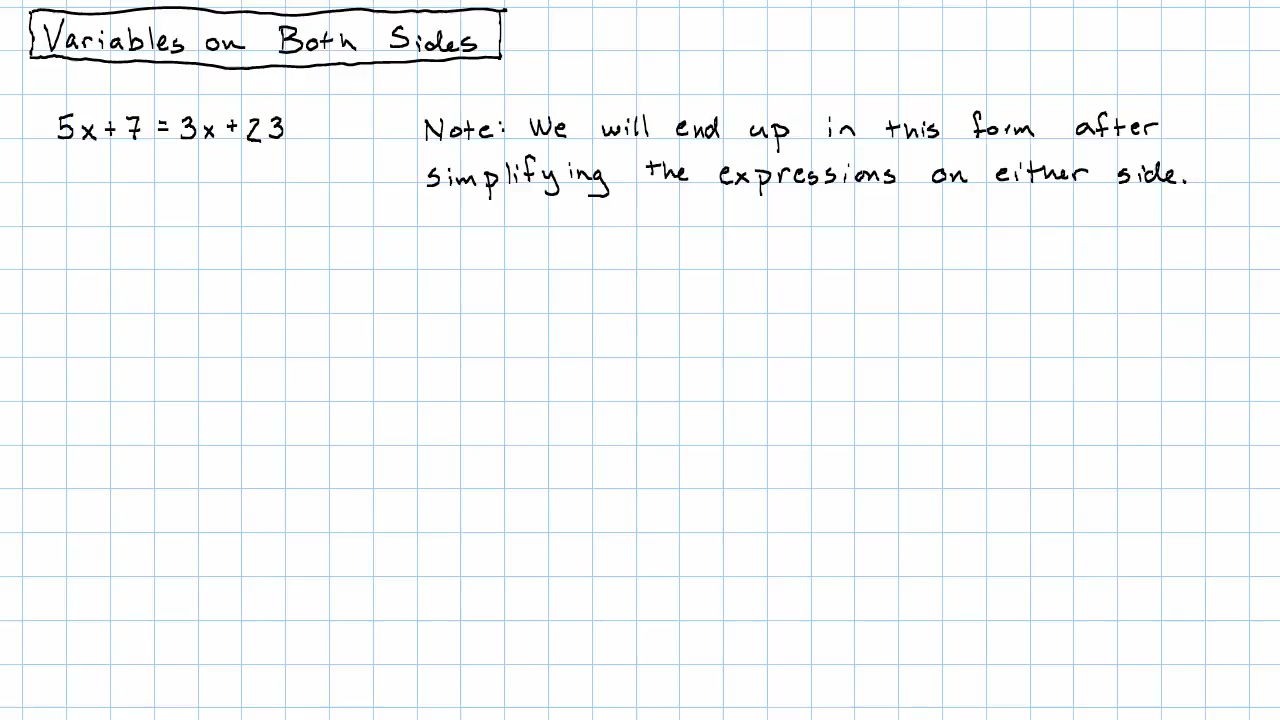 Variables on Both Sides
5x+7=3x+23
Note: We will end up in this form after
simplifying the expressions on either side.